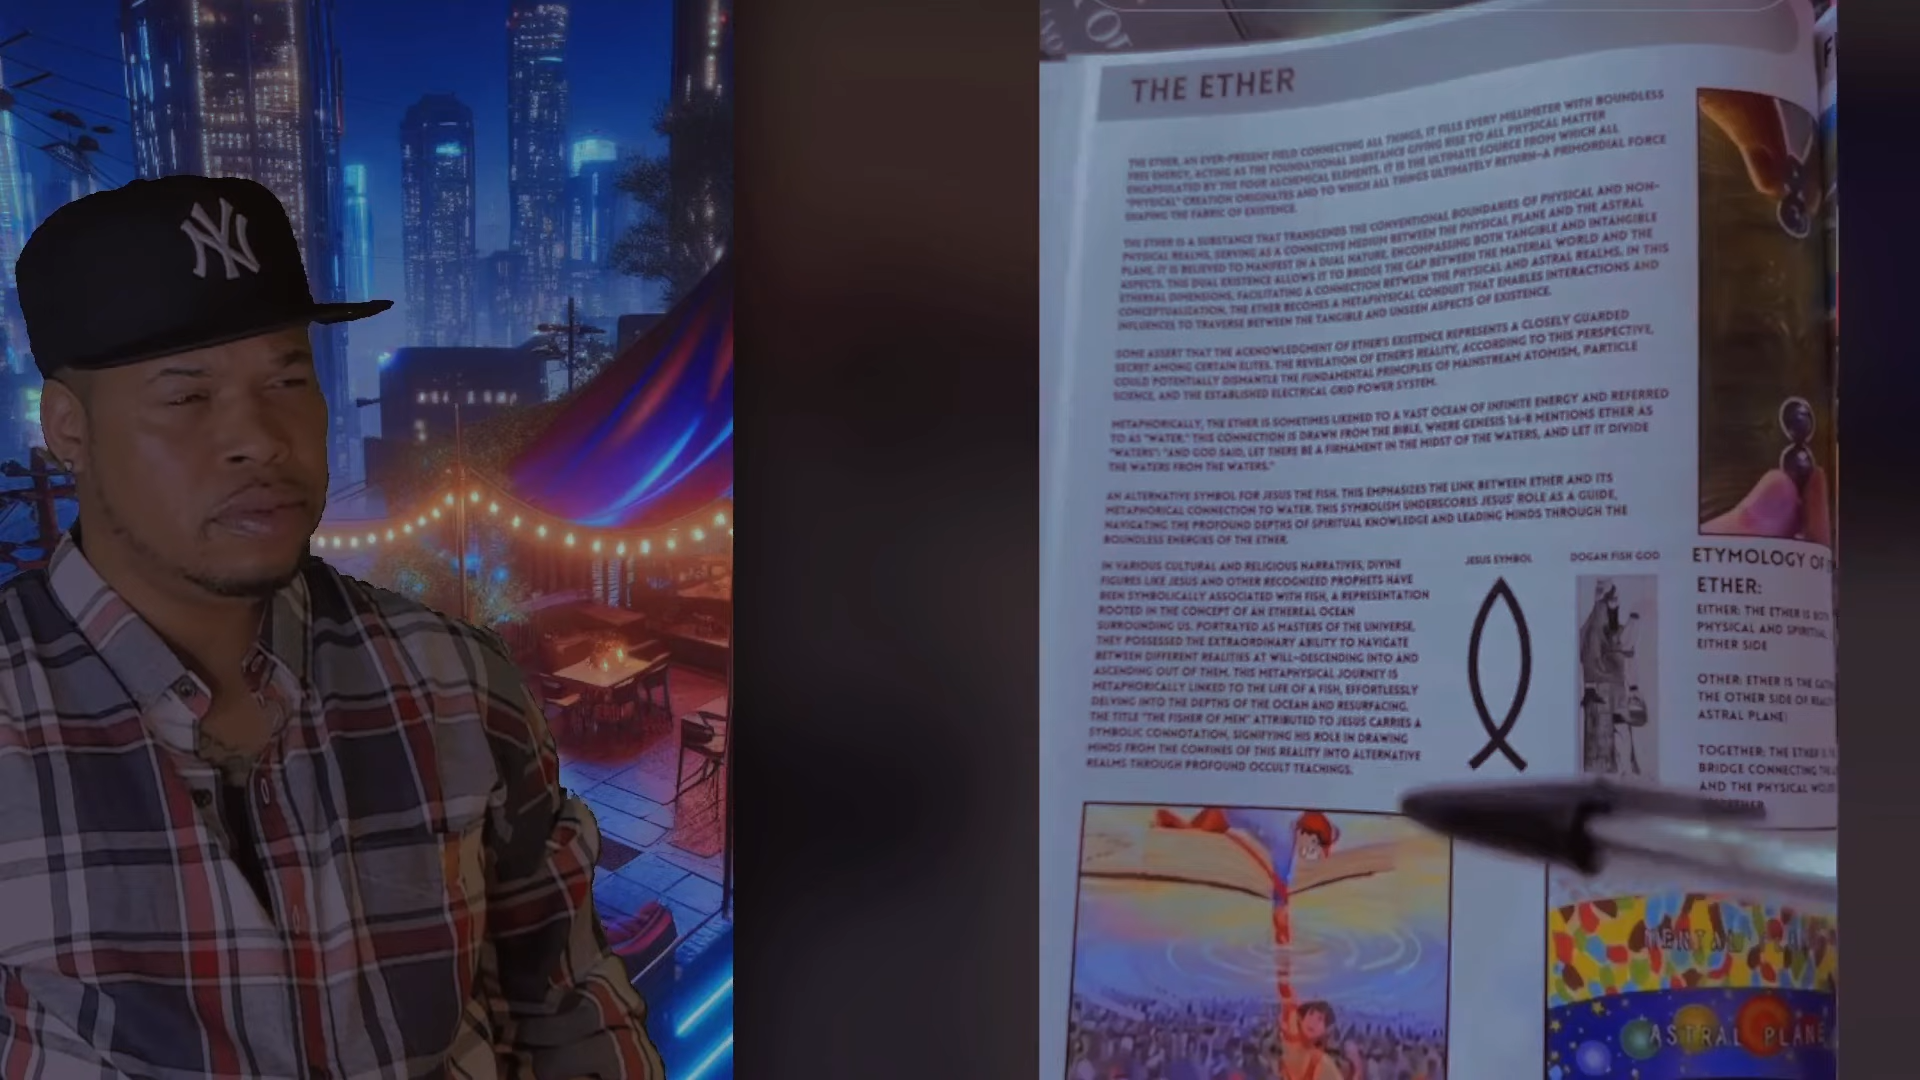 NY
THE ETHER
THE ETHER, AN EVER-PRESENT FIELD CONNECTING ALL THINGS, IT FILLS EVERY MILLIMETER WITH BOUNDLESS
FREE ENERGY, ACTING AS THE FOUNDATIONAL SUBSTANCE GIVING RISE TO ALL PHYSICAL MATTER
ENCAPSULATED BY THE FOUR ALCHEMICAL ELEMENTS. IT IS THE ULTIMATE SOURCE FROM WHICH ALL
"PHYSICAL" CREATION ORIGINATES AND TO WHICH ALL THINGS ULTIMATELY RETURN—A PRIMORDIAL FORCE
SHAPING THE FABRIC OF EXISTENCE.
THE ETHER IS A SUBSTANCE THAT TRANSCENDS THE CONVENTIONAL BOUNDARIES OF PHYSICAL AND NON-
PHYSICAL REALMS, SERVING AS A CONNECTIVE MEDIUM BETWEEN THE PHYSICAL PLANE AND THE ASTRAL
PLANE. IT IS BELIEVED TO MANIFEST IN A DUAL NATURE, ENCOMPASSING BOTH TANGIBLE AND INTANGIBLE
ASPECTS. THIS DUAL EXISTENCE ALLOWS IT TO BRIDGE THE GAP BETWEEN THE MATERIAL WORLD AND THE
ETHEREAL DIMENSIONS, FACILITATING A CONNECTION BETWEEN THE PHYSICAL AND ASTRAL REALMS. IN THIS
CONCEPTUALIZATION, THE ETHER BECOMES A METAPHYSICAL CONDUIT THAT ENABLES INTERACTIONS AND
INFLUENCES TO TRAVERSE BETWEEN THE TANGIBLE AND UNSEEN ASPECTS OF EXISTENCE.
SOME ASSERT THAT THE ACKNOWLEDGMENT OF ETHER'S EXISTENCE REPRESENTS A CLOSELY GUARDED
SECRET AMONG CERTAIN ELITES. THE REVELATION OF ETHER'S REALITY, ACCORDING TO THIS PERSPECTIVE,
COULD POTENTIALLY DISMANTLE THE FUNDAMENTAL PRINCIPLES OF MAINSTREAM ATOMISM, PARTICLE
SCIENCE, AND THE ESTABLISHED ELECTRICAL GRID POWER SYSTEM.
METAPHORICALLY, THE ETHER IS SOMETIMES LIKENED TO A VAST OCEAN OF INFINITE ENERGY AND REFERRED
TO AS "WATER." THIS CONNECTION IS DRAWN FROM THE BIBLE, WHERE GENESIS 1:6-8 MENTIONS ETHER AS
"WATERS": "AND GOD SAID, LET THERE BE A FIRMAMENT IN THE MIDST OF THE WATERS, AND LET IT DIVIDE
THE WATERS FROM THE WATERS."
AN ALTERNATIVE SYMBOL FOR JESUS THE FISH. THIS EMPHASIZES THE LINK BETWEEN ETHER AND ITS
METAPHORICAL CONNECTION TO WATER. THIS SYMBOLISM UNDERSCORES JESUS' ROLE AS A GUIDE,
NAVIGATING THE PROFOUND DEPTHS OF SPIRITUAL KNOWLEDGE AND LEADING MINDS THROUGH THE
BOUNDLESS ENERGIES OF THE ETHER.
IN VARIOUS CULTURAL AND RELIGIOUS NARRATIVES, DIVINE
FIGURES LIKE JESUS AND OTHER RECOGNIZED PROPHETS HAVE
BEEN SYMBOLICALLY ASSOCIATED WITH FISH, A REPRESENTATION
ROOTED IN THE CONCEPT OF AN ETHEREAL OCEAN
SURROUNDING US. PORTRAYED AS MASTERS OF THE UNIVERSE,
THEY POSSESSED THE EXTRAORDINARY ABILITY TO NAVIGATE
BETWEEN DIFFERENT REALITIES AT WILL—DESCENDING INTO AND
ASCENDING OUT OF THEM. THIS METAPHYSICAL JOURNEY IS
METAPHORICALLY LINKED TO THE LIFE OF A FISH, EFFORTLESSLY
DELVING INTO THE DEPTHS OF THE OCEAN AND RESURFACING.
THE TITLE "THE FISHER OF MEN" ATTRIBUTED TO JESUS CARRIES A
SYMBOLIC CONNOTATION, SIGNIFYING HIS ROLE IN DRAWING
MINDS FROM THE CONFINES OF THIS REALITY INTO ALTERNATIVE
REALMS THROUGH PROFOUND OCCULT TEACHINGS.
JESUS SYMBOL
DOGAN FISH GOD
ETYMOLOGY OF
ETHER:
EITHER: THE ETHER IS BOTH
PHYSICAL AND SPIRITUAL,
EITHER SIDE
OTHER: ETHER IS THE
THE OTHER SIDE OF
ASTRAL PLANE)
TOGETHER: THE ETHER IS
BRIDGE CONNECTING
AND THE PHYSICAL
TOGETHER
MENTAL
ASTRAL PLANE